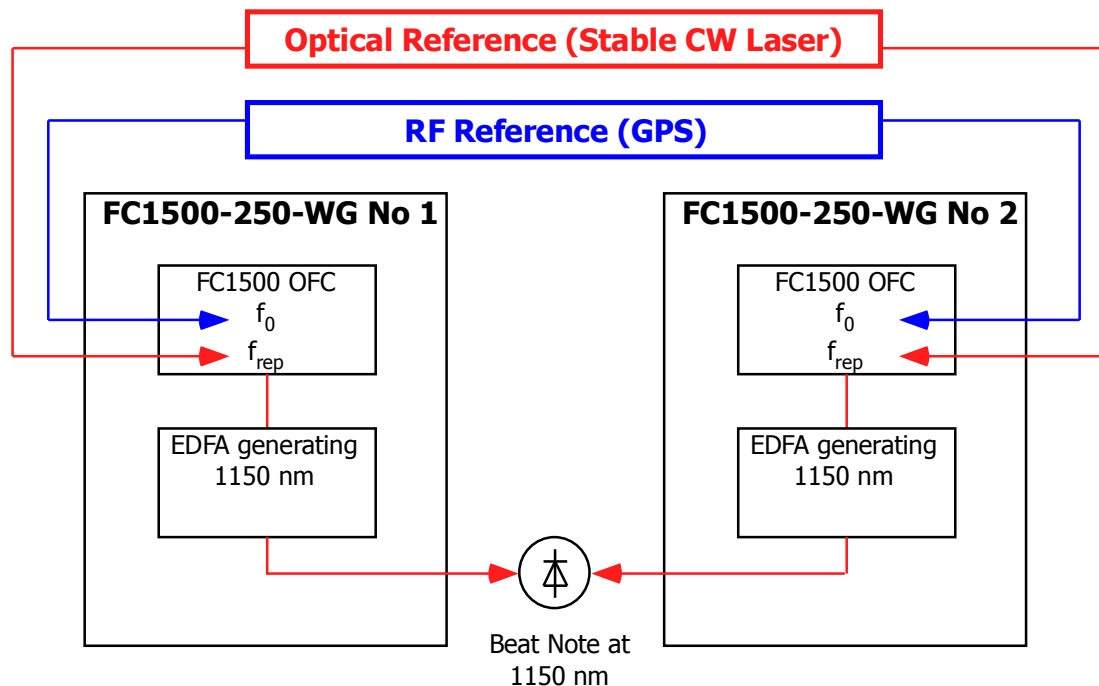 Optical Reference (Stable CW Laser)
RF Reference (GPS)
FC1500-250-WG No 1
FC1500 OFC
f0
frep
EDFA generating
1150 nm
FC1500-250-WG No 2
FC1500 OFC
f0
frep
EDFA generating
1150 nm
Beat Note at
1150 nm